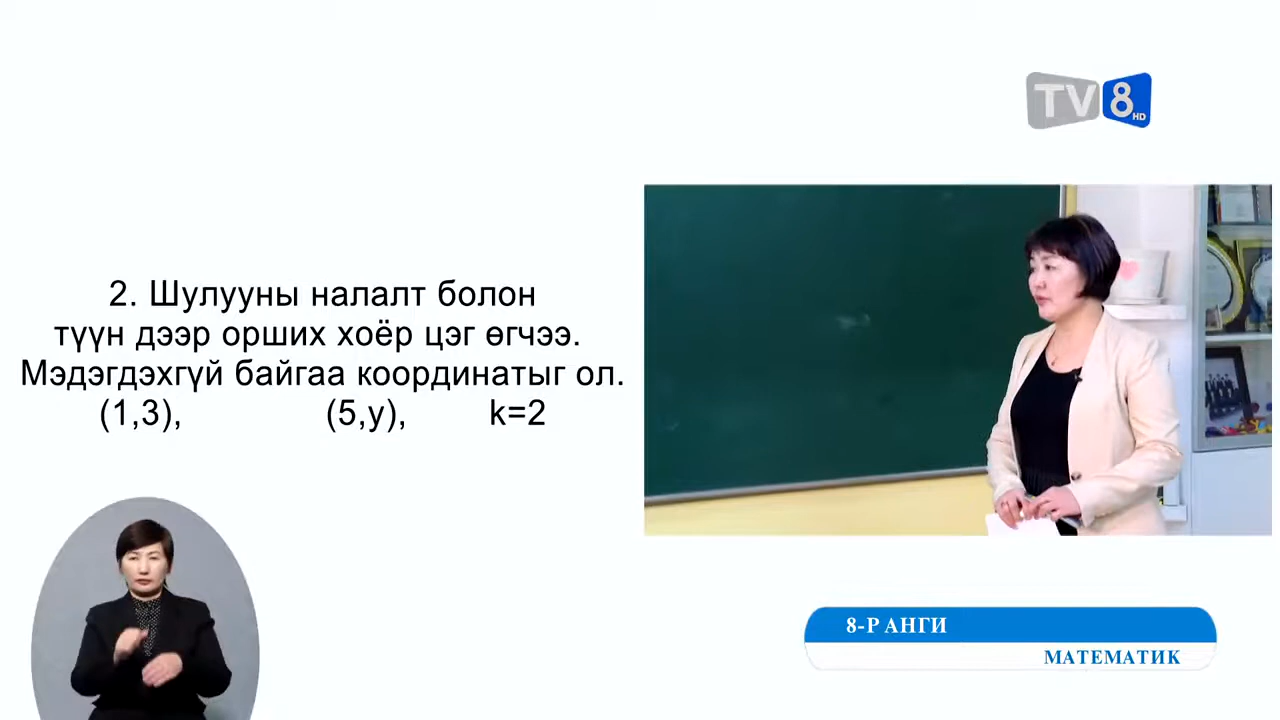 TV8 HD
2. Шулууны налалт болон
түүн дээр орших хоёр цэг өгчээ.
Мэдэгдэхгүй байгаа координатыг ол.
(1,3), (5,y), k=2
8-Р АНГИ
МАТЕМАТИК